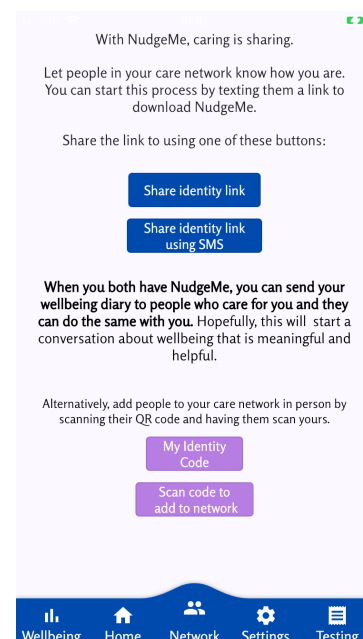 With NudgeMe, caring is sharing.
Let people in your care network know how you are.
You can start this process by texting them a link to
download NudgeMe.
Share the link to using one of these buttons:
Share identity link
Share identity link
using SMS
When you both have NudgeMe, you can send your
wellbeing diary to people who care for you and they
can do the same with you. Hopefully, this will start a
conversation about wellbeing that is meaningful and
helpful.
Alternatively, add people to your care network in person by
scanning their QR code and having them scan yours.
My Identity
Code
Scan code to
add to network
Wellbeing Home Network Settings Testing